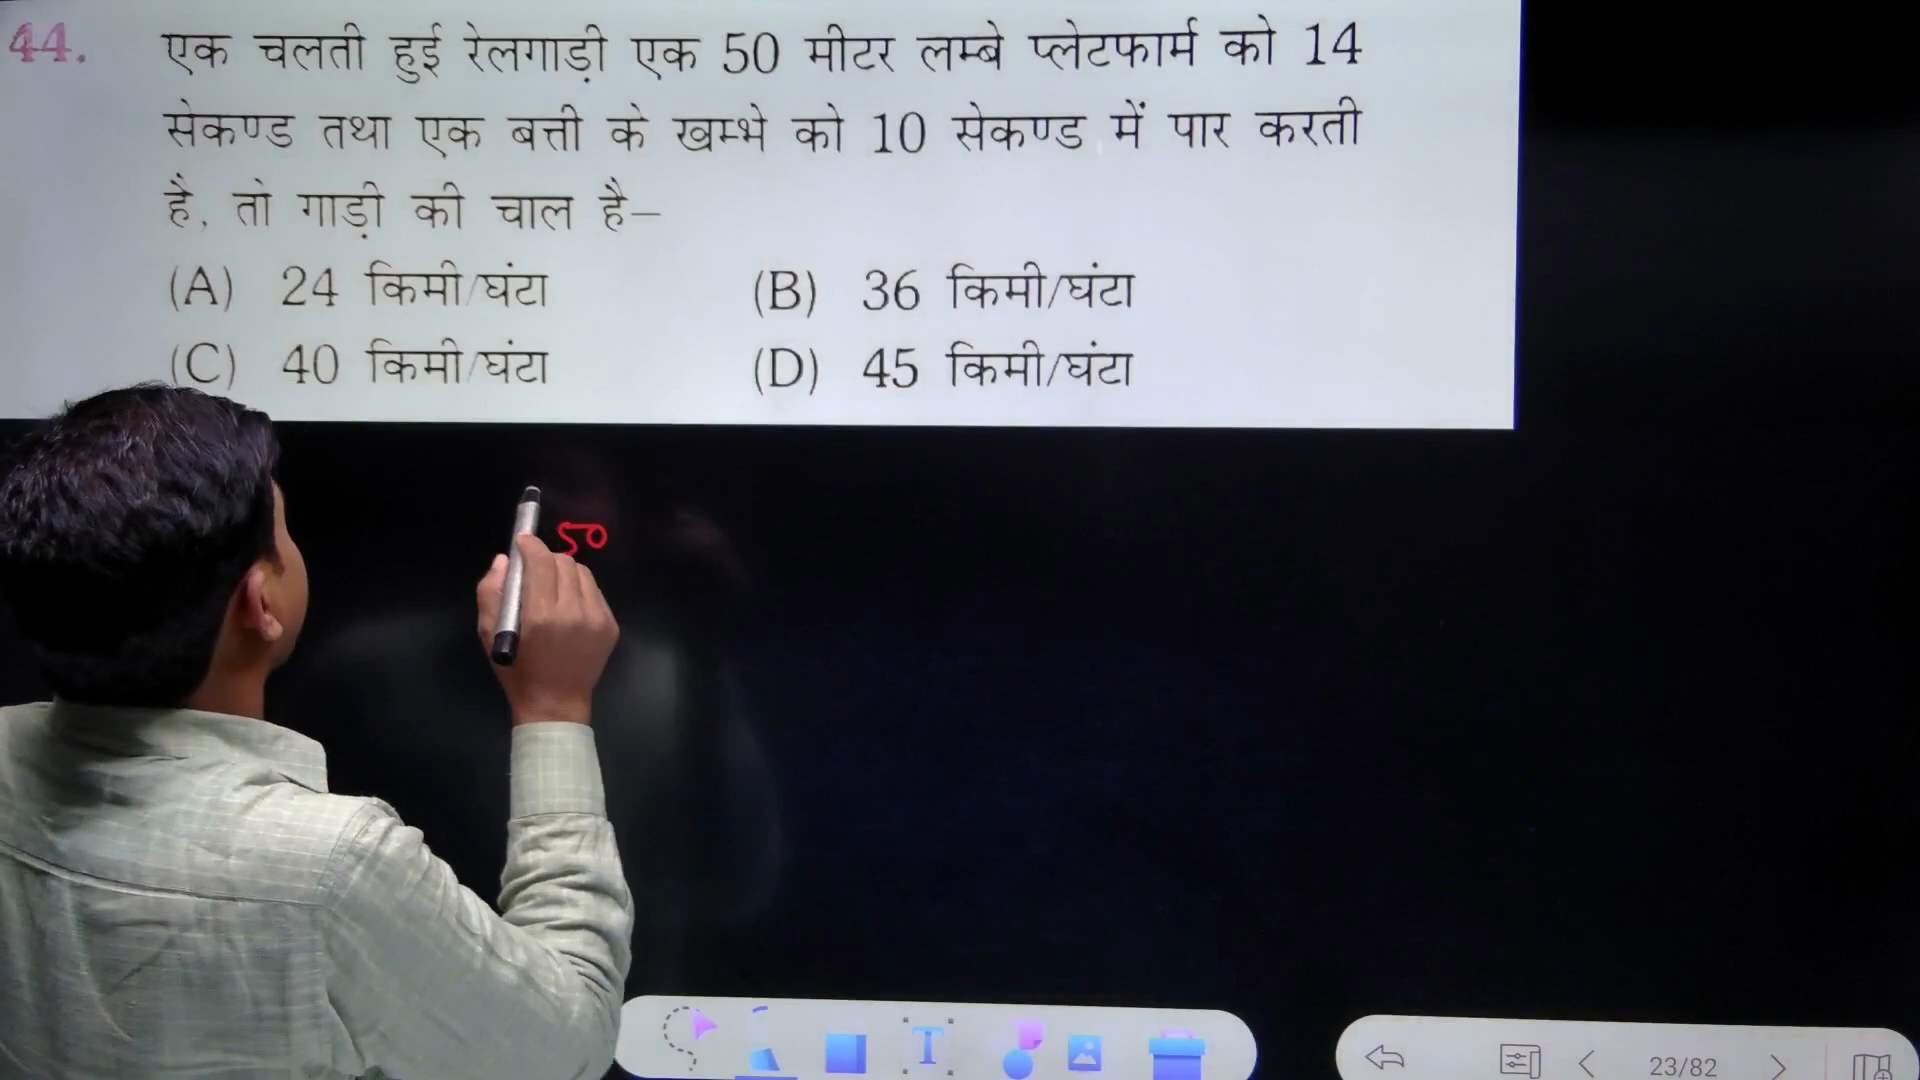 44. एक चलती हुई रेलगाड़ी एक 50 मीटर लम्बे प्लेटफार्म को 14
सेकण्ड तथा एक बत्ती के खम्भे को 10 सेकण्ड में पार करती
है, तो गाड़ी की चाल है–
(A) 24 किमी/घंटा (B) 36 किमी/घंटा
(C) 40 किमी/घंटा (D) 45 किमी/घंटा
50
T
23/82